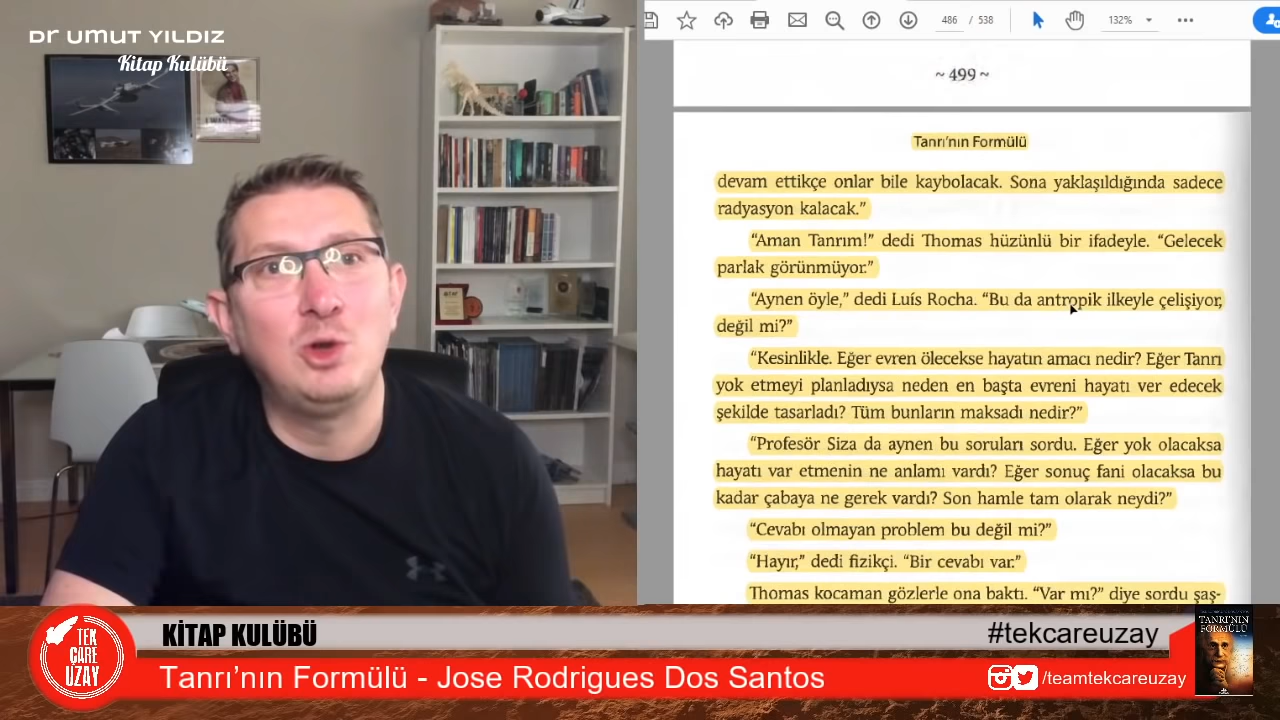 Dr UMUT YILDIZ
Kitap Kulübü
486 / 538
132%
~ 499 ~
Tanrı’nın Formülü
devam ettikçe onlar bile kaybolacak. Sona yaklaşıldığında sadece
radyasyon kalacak.”
“Aman Tanrım!” dedi Thomas hüzünlü bir ifadeyle. “Gelecek
parlak görünmüyor.”
“Aynen öyle,” dedi Luís Rocha. “Bu da antropik ilkeyle çelişiyor,
değil mi?”
“Kesinlikle. Eğer evren ölecekse hayatın amacı nedir? Eğer Tanrı
yok etmeyi planladıysa neden en başta evreni hayatı var edecek
şekilde tasarladı? Tüm bunların maksadı nedir?”
“Profesör Siza da aynen bu soruları sordu. Eğer yok olacaksa
hayatı var etmenin ne anlamı vardı? Eğer sonuç fani olacaksa bu
kadar çabaya ne gerek vardı? Son hamle tam olarak neydi?”
“Cevabı olmayan problem bu değil mi?”
“Hayır,” dedi fizikçi. “Bir cevabı var.”
Thomas kocaman gözlerle ona baktı. “Var mı?” diye sordu şaş-
TEK
ÇARE
UZAY
KİTAP KULÜBÜ
#tekcareuzay
Tanrı’nın Formülü - Jose Rodrigues Dos Santos
/teamtekcareuzay
TANRI'NIN
FORMÜLÜ